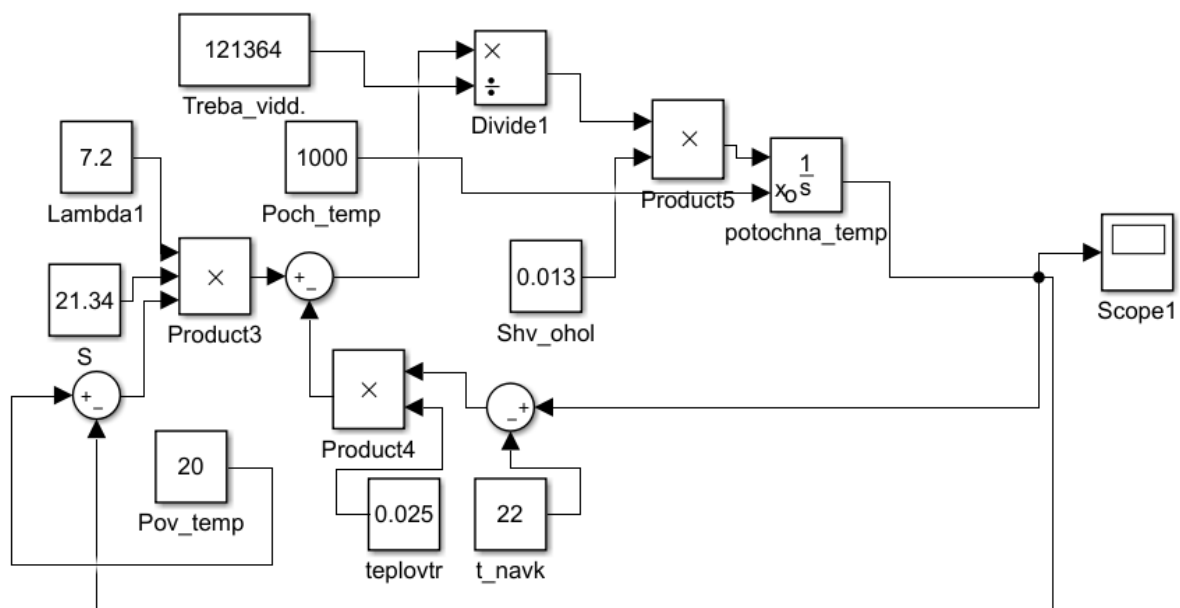 121364
×
÷
Treba_vidd.
Divide1
7.2
1000
×
1
s
xo
Lambda1
Poch_temp
Product5
potochna_temp
21.34
×
+
−
0.013
Scope1
Product3
Shv_ohol
S
+
−
×
−
+
Product4
20
0.025
22
Pov_temp
teplovtr
t_navk